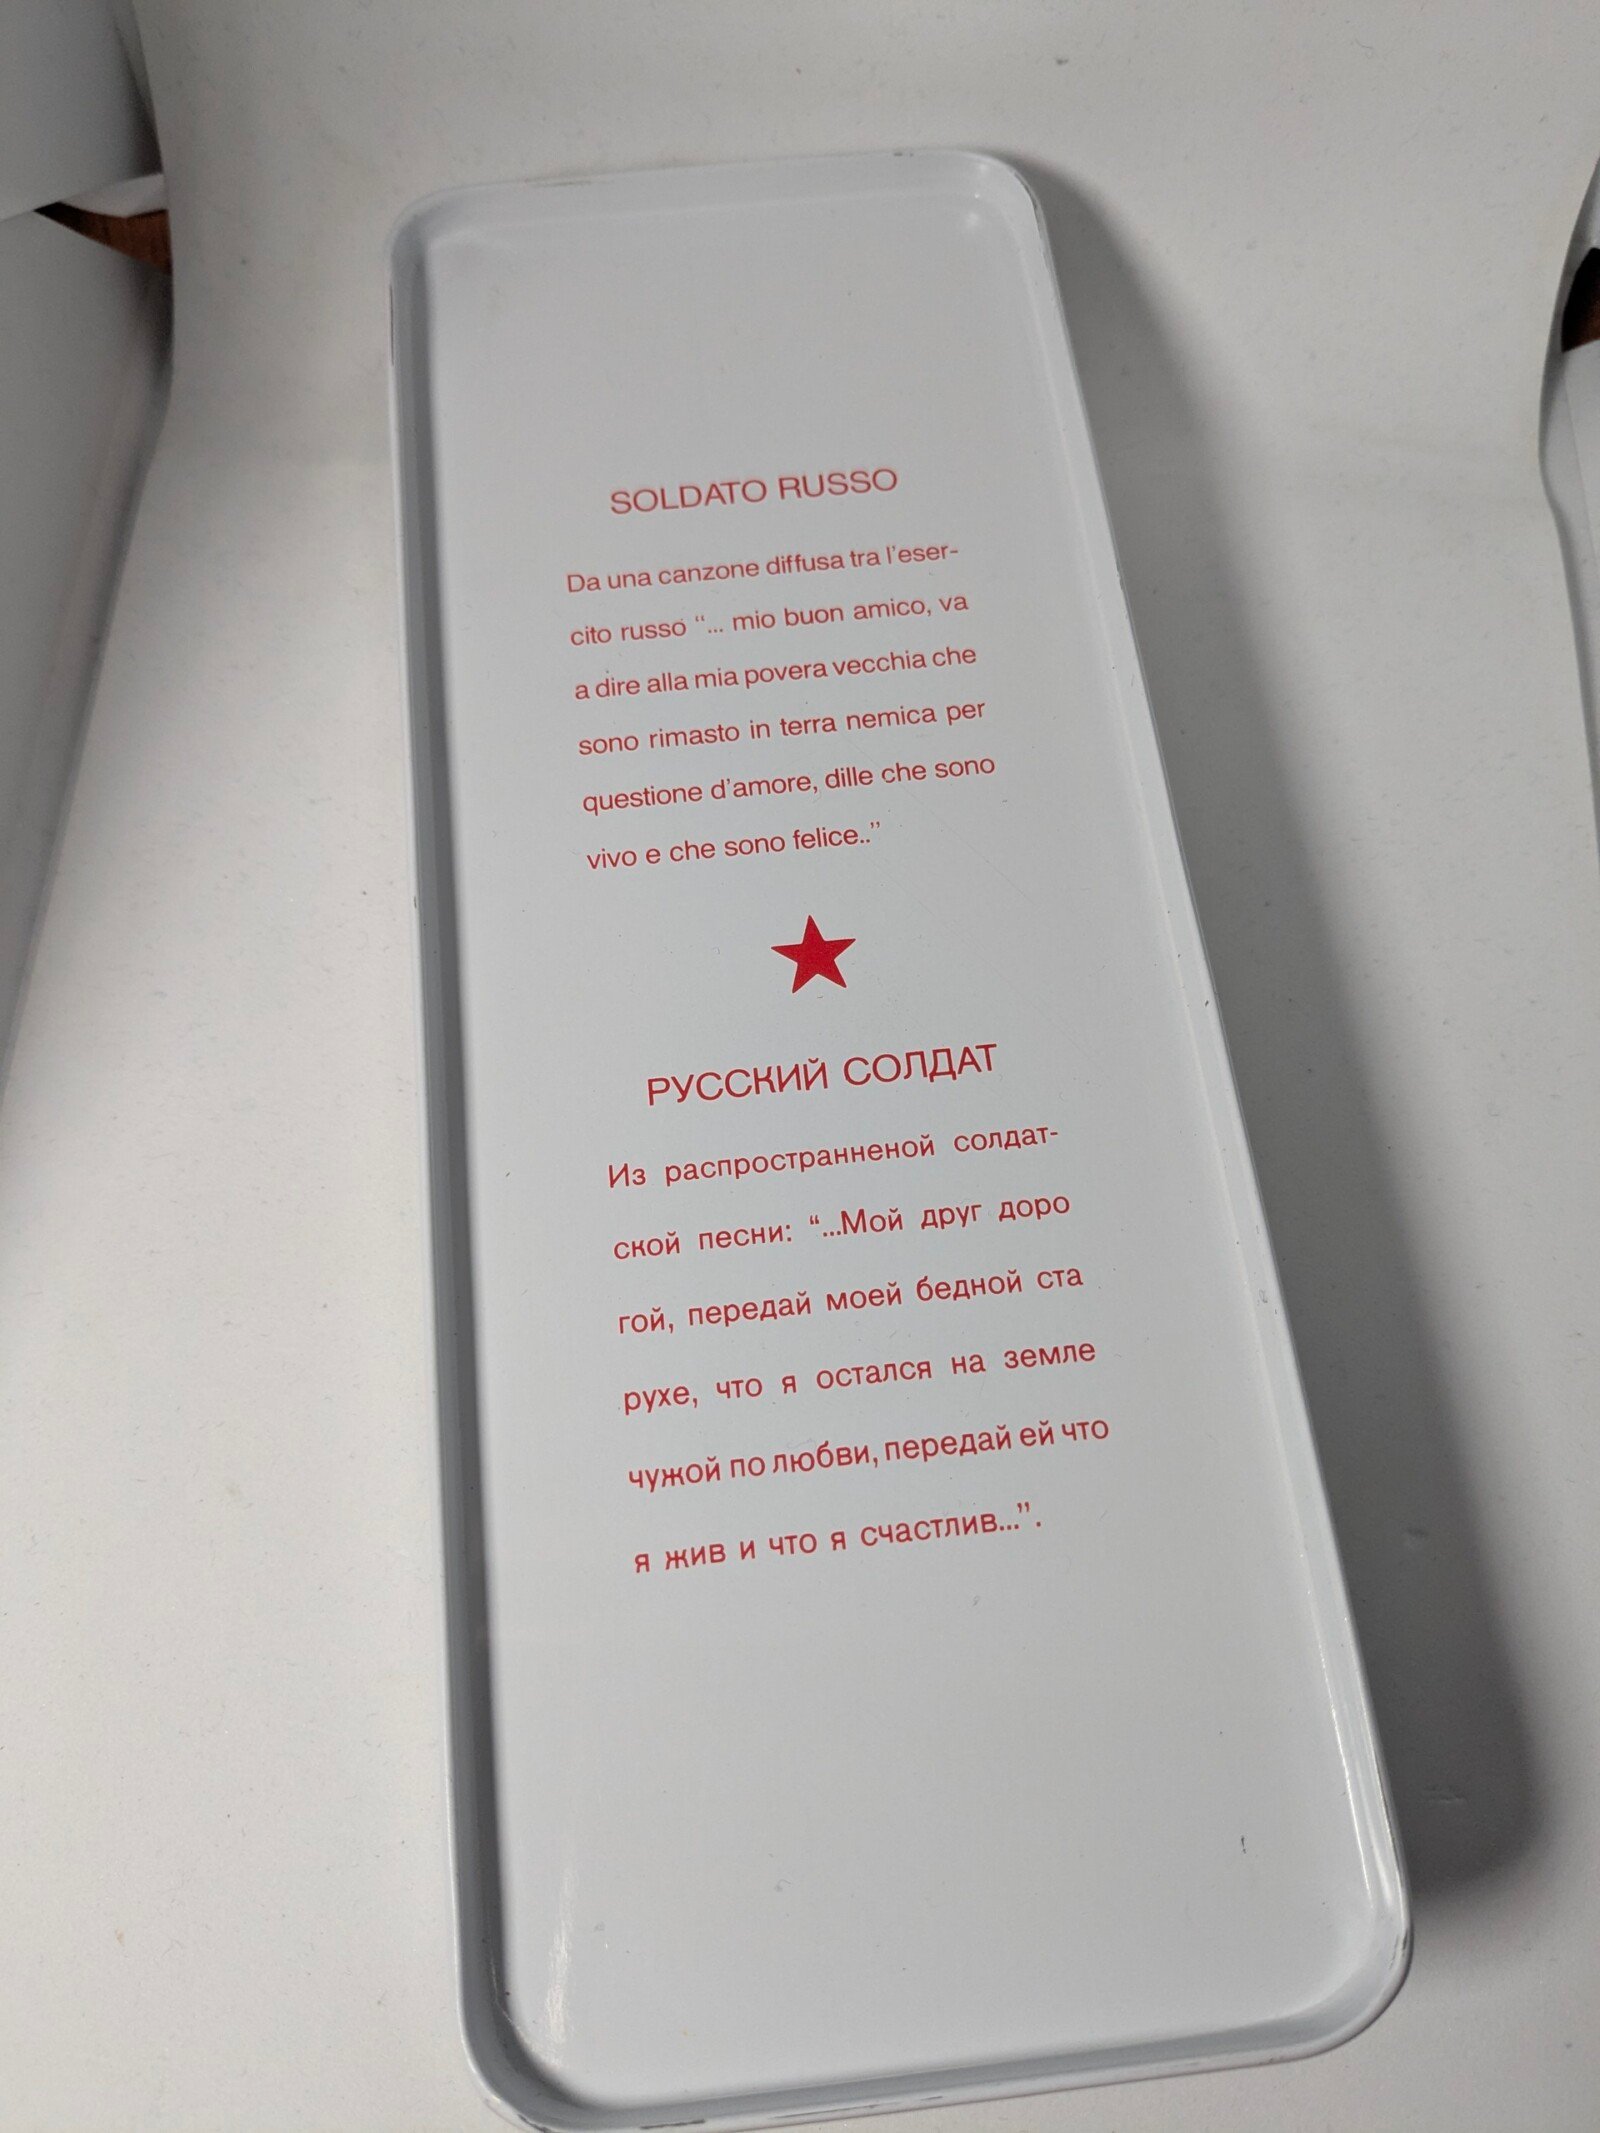 SOLDATO RUSSO
Da una canzone diffusa tra l'eser-
cito russo “... mio buon amico, va
a dire alla mia povera vecchia che
sono rimasto in terra nemica per
questione d'amore, dille che sono
vivo e che sono felice..”
РУССКИЙ СОЛДАТ
Из распространненой солдат-
ской песни: “...Мой друг доро
гой, передай моей бедной ста
рухе, что я остался на земле
чужой по любви, передай ей что
я жив и что я счастлив...”.